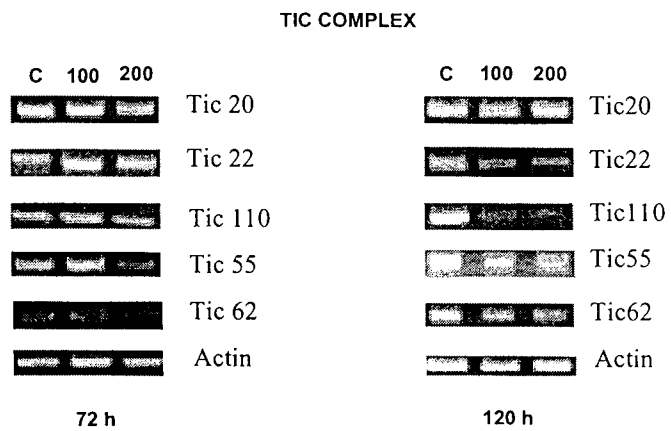 TIC COMPLEX
C 100 200
Tic 20
Tic 22
Tic 110
Tic 55
Tic 62
Actin
72 h
C 100 200
Tic20
Tic22
Tic110
Tic55
Tic62
Actin
120 h